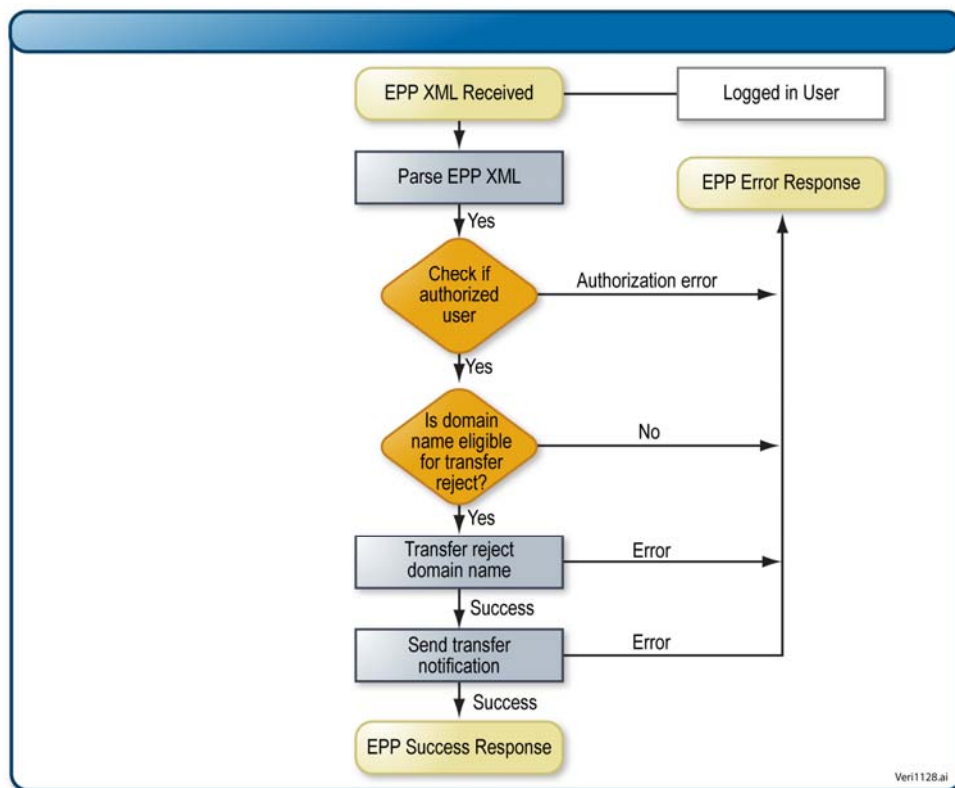 EPP XML Received
Logged in User
Parse EPP XML
EPP Error Response
Yes
Check if
authorized
user
Authorization error
Yes
Is domain
name eligible
for transfer
reject?
No
Yes
Transfer reject
domain name
Error
Success
Send transfer
notification
Error
Success
EPP Success Response
Veri1128.ai